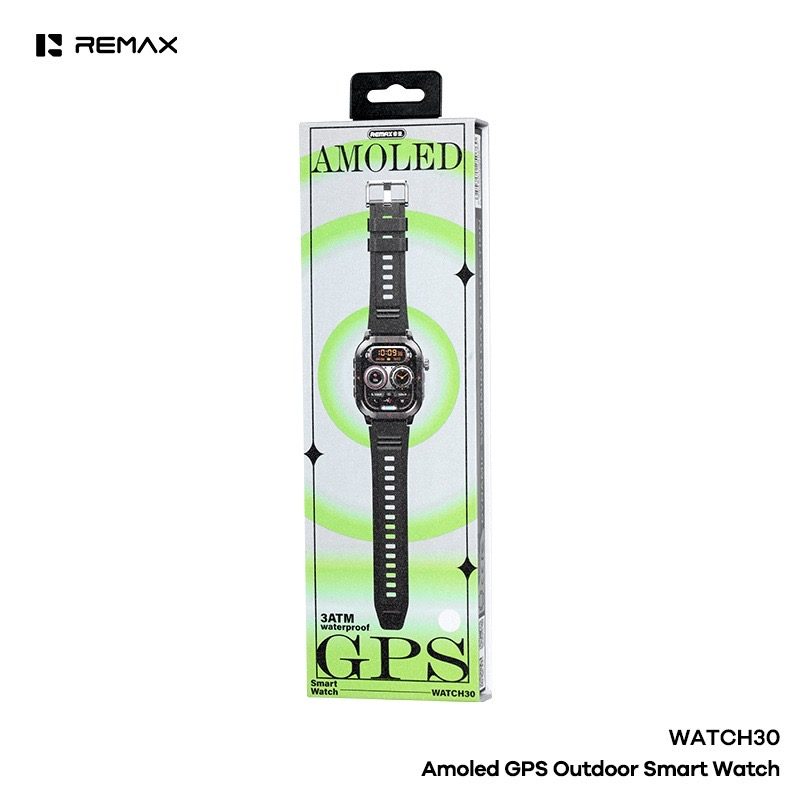 REMAX
REMAX
AMOLED
10:09
3ATM
waterproof
GPS
Smart
Watch
WATCH30
WATCH30
Amoled GPS Outdoor Smart Watch